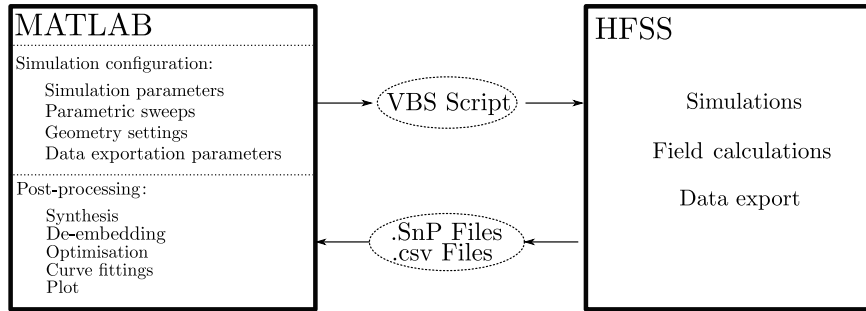 MATLAB
Simulation configuration:
Simulation parameters
Parametric sweeps
Geometry settings
Data exportation parameters
Post-processing:
Synthesis
De-embedding
Optimisation
Curve fittings
Plot
VBS Script
.SnP Files
.csv Files
HFSS
Simulations
Field calculations
Data export